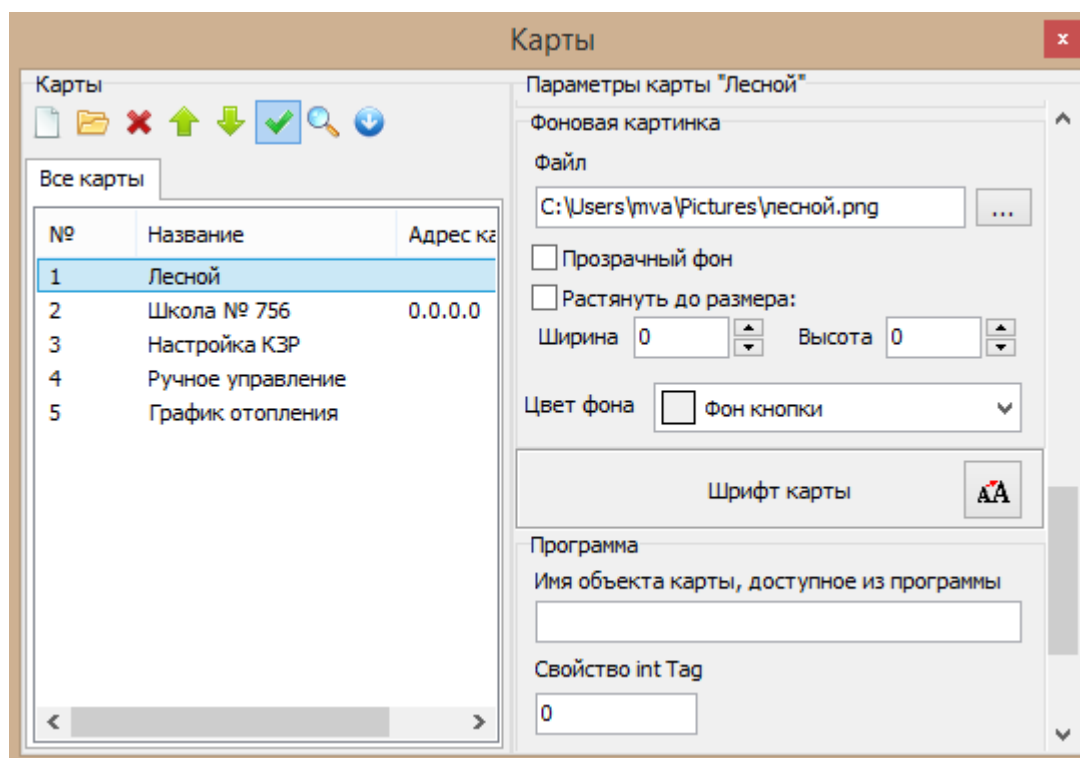 Карты
Карты
Все карты
№ Название Адрес ка
1 Лесной
2 Школа № 756 0.0.0.0
3 Настройка КЗР
4 Ручное управление
5 График отопления
Параметры карты "Лесной"
Фоновая картинка
Файл
C:\Users\mva\Pictures\лесной.png ...
Прозрачный фон
Растянуть до размера:
Ширина 0 Высота 0
Цвет фона Фон кнопки
Шрифт карты AA
Программа
Имя объекта карты, доступное из программы
Свойство int Tag
0